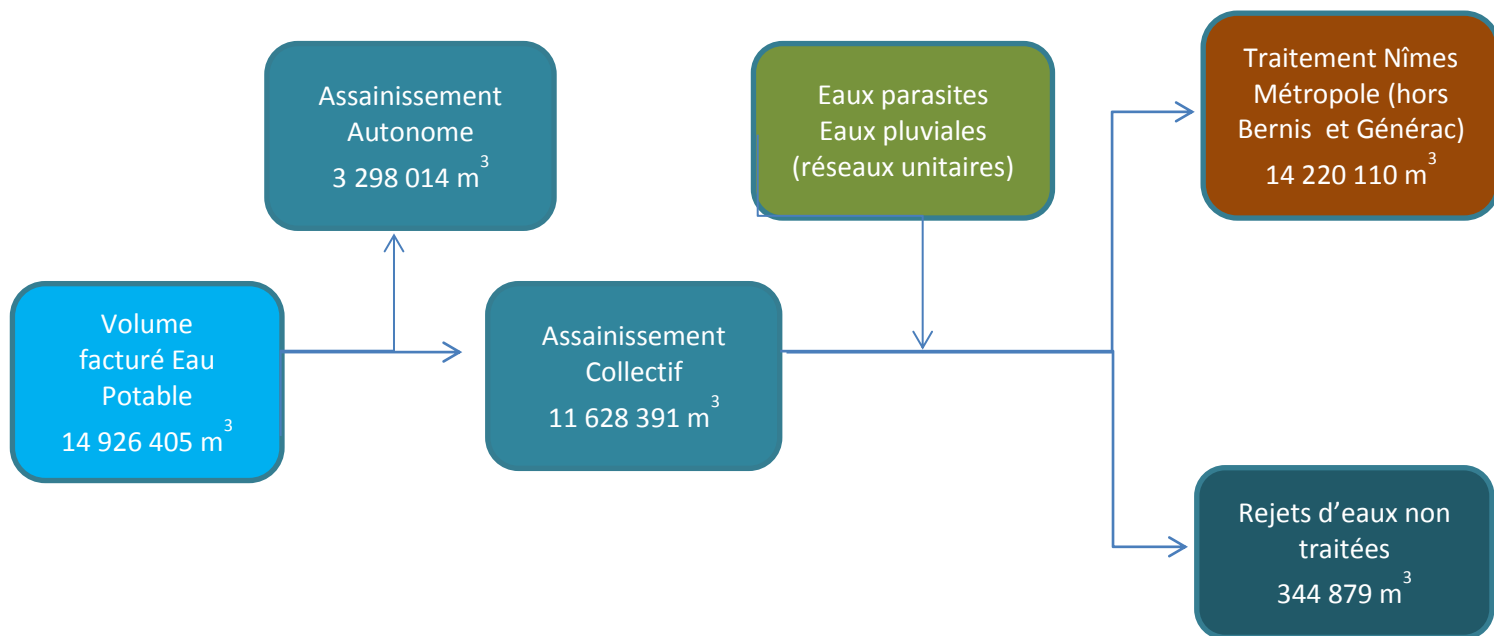 Assainissement
Autonome
3 298 014 m³
Eaux parasites
Eaux pluviales
(réseaux unitaires)
Traitement Nîmes
Métropole (hors
Bernis et Générac)
14 220 110 m³
Volume
facturé Eau
Potable
14 926 405 m³
Assainissement
Collectif
11 628 391 m³
Rejets d’eaux non
traitées
344 879 m³